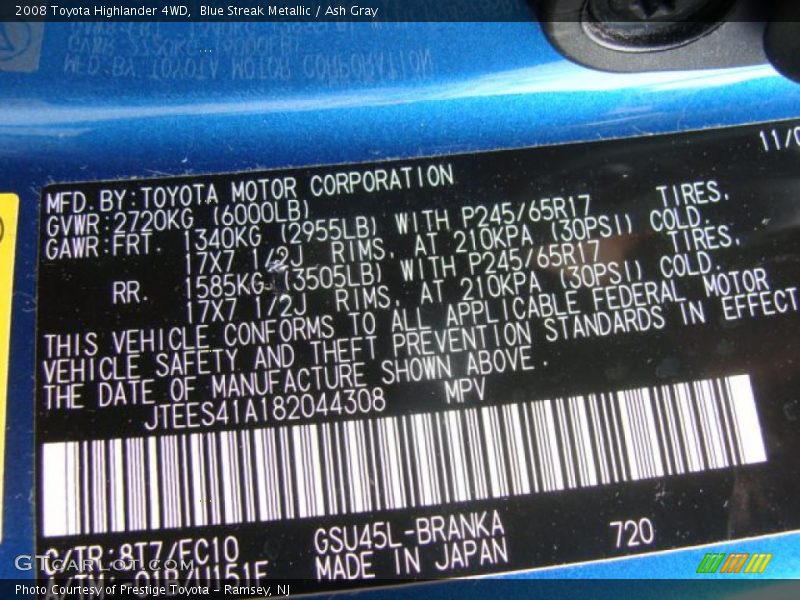 2008 Toyota Highlander 4WD, Blue Streak Metallic / Ash Gray
MFD. BY: TOYOTA MOTOR CORPORATION
GVWR: 2720KG (6000LB)
GAWR: FRT. 1340KG (2955LB) WITH P245/65R17 TIRES,
17X7 1/2J RIMS, AT 210KPA (30PSI) COLD.
RR. 1585KG (3505LB) WITH P245/65R17 TIRES,
17X7 1/2J RIMS, AT 210KPA (30PSI) COLD.
THIS VEHICLE CONFORMS TO ALL APPLICABLE FEDERAL MOTOR
VEHICLE SAFETY AND THEFT PREVENTION STANDARDS IN EFFECT
THE DATE OF MANUFACTURE SHOWN ABOVE.
JTEES41A182044308 MPV
C/TR: 8T7/FC10 GSU45L-BRANKA 720
MADE IN JAPAN
GTCARLOT.COM
Photo Courtesy of Prestige Toyota - Ramsey, NJ